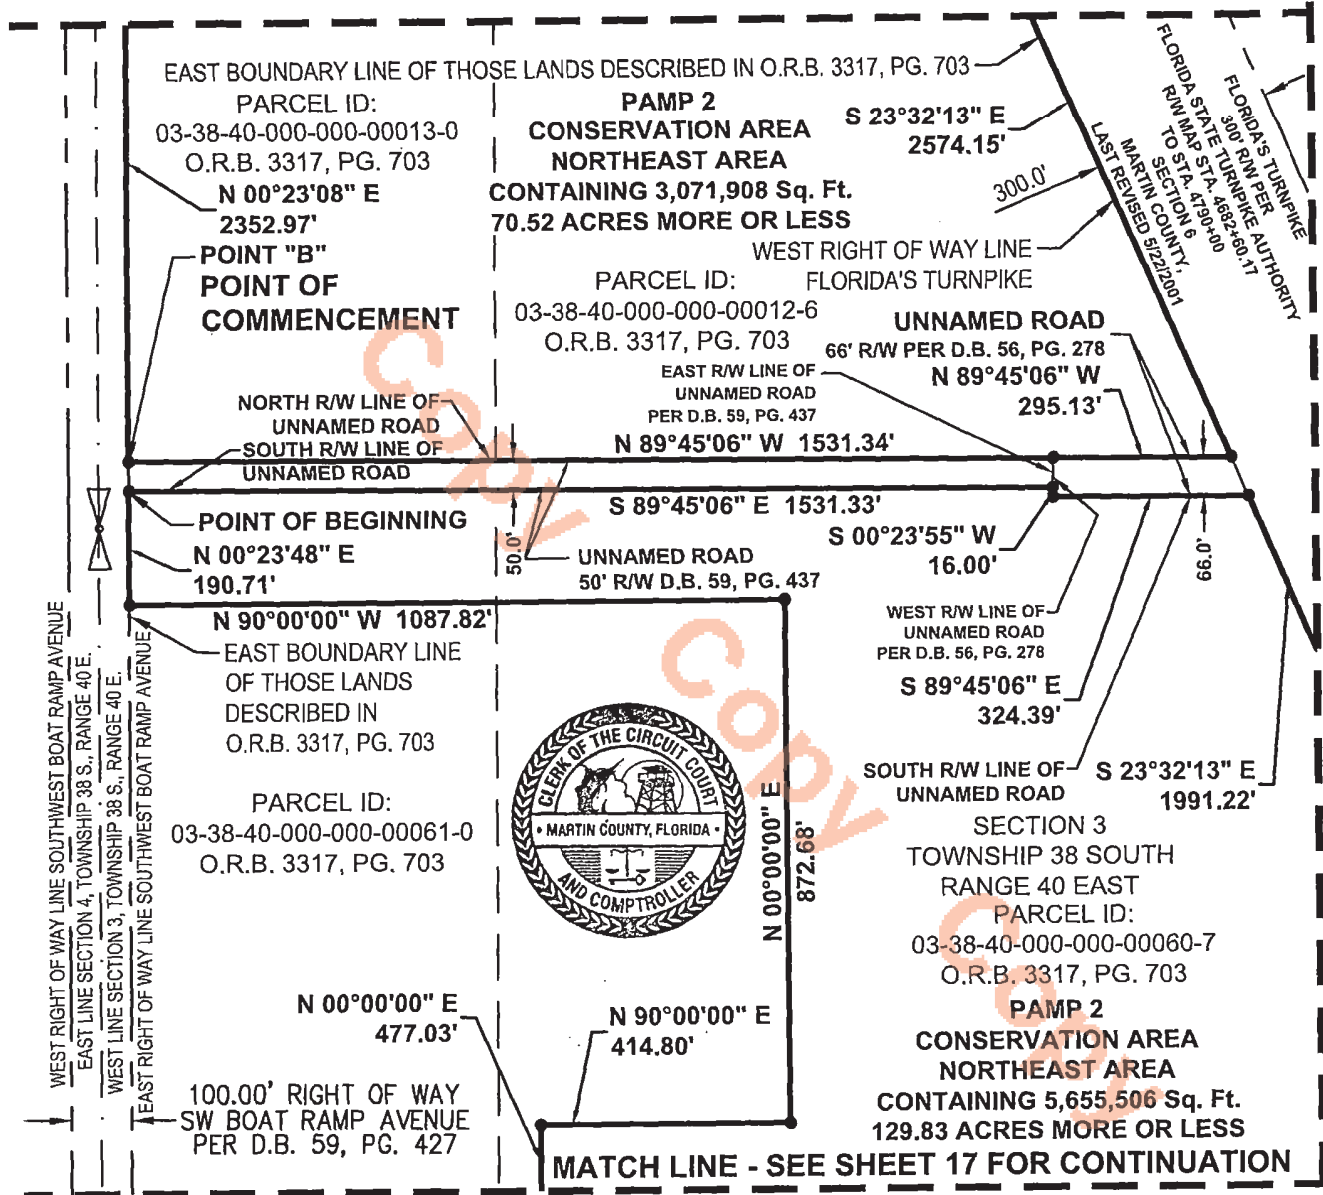 EAST BOUNDARY LINE OF THOSE LANDS DESCRIBED IN O.R.B. 3317, PG. 703
PARCEL ID:
03-38-40-000-000-00013-0
O.R.B. 3317, PG. 703
N 00°23'08" E
2352.97'
PAMP 2
CONSERVATION AREA
NORTHEAST AREA
CONTAINING 3,071,908 Sq. Ft.
70.52 ACRES MORE OR LESS
S 23°32'13" E
2574.15'
300.0'
FLORIDA'S TURNPIKE
300' R/W PER
FLORIDA STATE TURNPIKE AUTHORITY
R/W MAP STA. 4682+60.17
TO STA. 4790+00
SECTION 6
MARTIN COUNTY,
LAST REVISED 5/22/2001
WEST RIGHT OF WAY LINE
FLORIDA'S TURNPIKE
POINT "B"
POINT OF
COMMENCEMENT
PARCEL ID:
03-38-40-000-000-00012-6
O.R.B. 3317, PG. 703
UNNAMED ROAD
66' R/W PER D.B. 56, PG. 278
N 89°45'06" W
295.13'
EAST R/W LINE OF
UNNAMED ROAD
PER D.B. 59, PG. 437
NORTH R/W LINE OF
UNNAMED ROAD
SOUTH R/W LINE OF
UNNAMED ROAD
N 89°45'06" W 1531.34'
S 89°45'06" E 1531.33'
POINT OF BEGINNING
N 00°23'48" E
190.71'
50.0'
UNNAMED ROAD
50' R/W D.B. 59, PG. 437
S 00°23'55" W
16.00'
66.0'
N 90°00'00" W 1087.82'
WEST R/W LINE OF
UNNAMED ROAD
PER D.B. 56, PG. 278
S 89°45'06" E
324.39'
EAST BOUNDARY LINE
OF THOSE LANDS
DESCRIBED IN
O.R.B. 3317, PG. 703
SOUTH R/W LINE OF
UNNAMED ROAD
S 23°32'13" E
1991.22'
PARCEL ID:
03-38-40-000-000-00061-0
O.R.B. 3317, PG. 703
CLERK OF THE CIRCUIT COURT
• MARTIN COUNTY, FLORIDA •
AND COMPTROLLER
N 00°00'00" E
872.68'
SECTION 3
TOWNSHIP 38 SOUTH
RANGE 40 EAST
PARCEL ID:
03-38-40-000-000-00060-7
O.R.B. 3317, PG. 703
PAMP 2
CONSERVATION AREA
NORTHEAST AREA
CONTAINING 5,655,506 Sq. Ft.
129.83 ACRES MORE OR LESS
N 00°00'00" E
477.03'
N 90°00'00" E
414.80'
WEST RIGHT OF WAY LINE SOUTHWEST BOAT RAMP AVENUE
EAST LINE SECTION 4, TOWNSHIP 38 S., RANGE 40 E.
WEST LINE SECTION 3, TOWNSHIP 38 S., RANGE 40 E.
EAST RIGHT OF WAY LINE SOUTHWEST BOAT RAMP AVENUE
100.00' RIGHT OF WAY
SW BOAT RAMP AVENUE
PER D.B. 59, PG. 427
MATCH LINE - SEE SHEET 17 FOR CONTINUATION
Copy
Copy
Copy